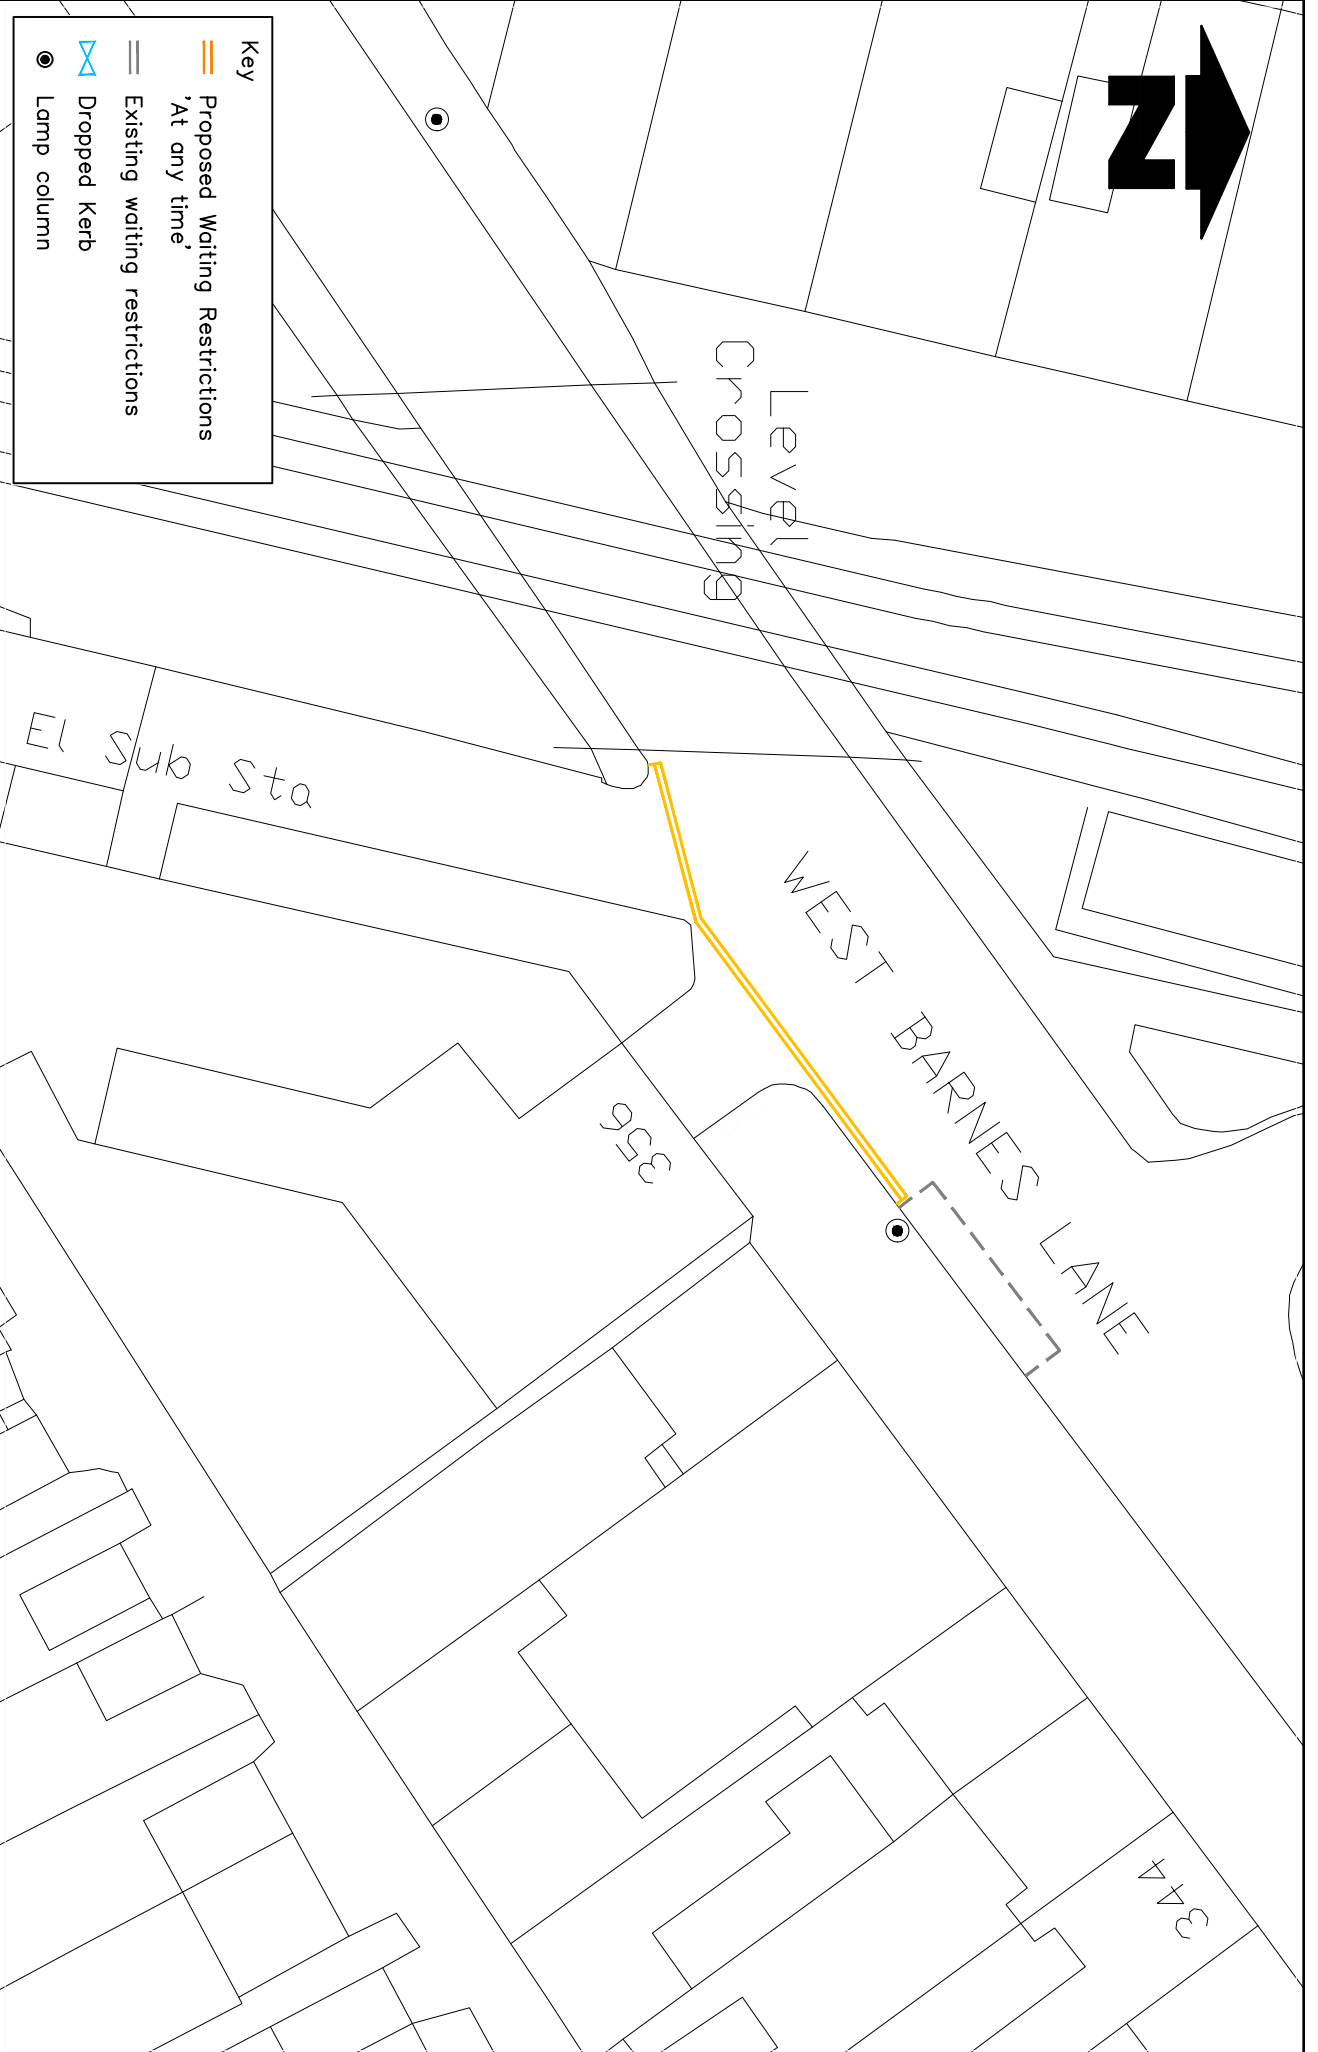 Key
Proposed Waiting Restrictions
'At any time'
Existing waiting restrictions
Dropped Kerb
Lamp column
N
Level
Crossing
El Sub Sta
WEST BARNES LANE
356
344